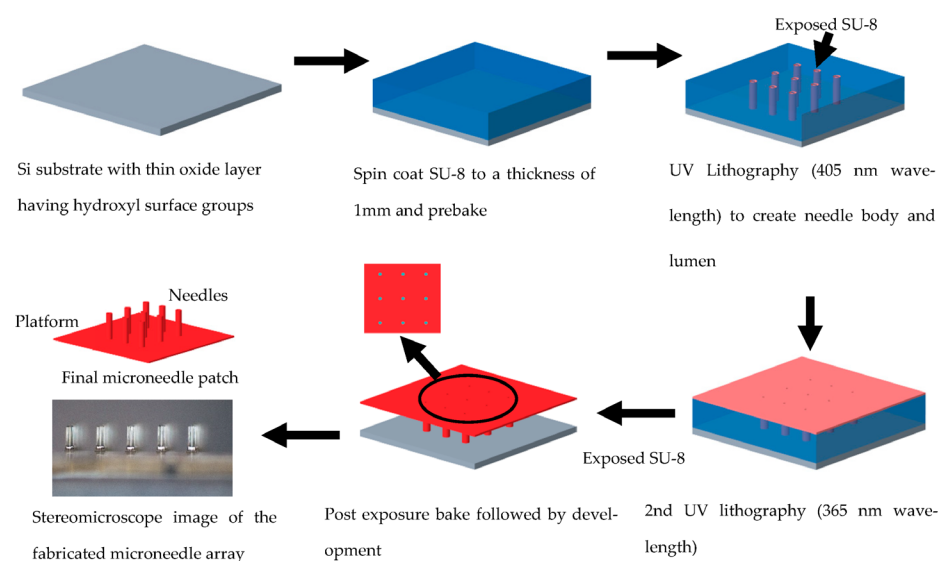 Exposed SU-8
Si substrate with thin oxide layer
having hydroxyl surface groups
Spin coat SU-8 to a thickness of
1mm and prebake
UV Lithography (405 nm wave-
length) to create needle body and
lumen
Needles
Platform
Final microneedle patch
Stereomicroscope image of the
fabricated microneedle array
Post exposure bake followed by devel-
opment
Exposed SU-8
2nd UV lithography (365 nm wave-
length)